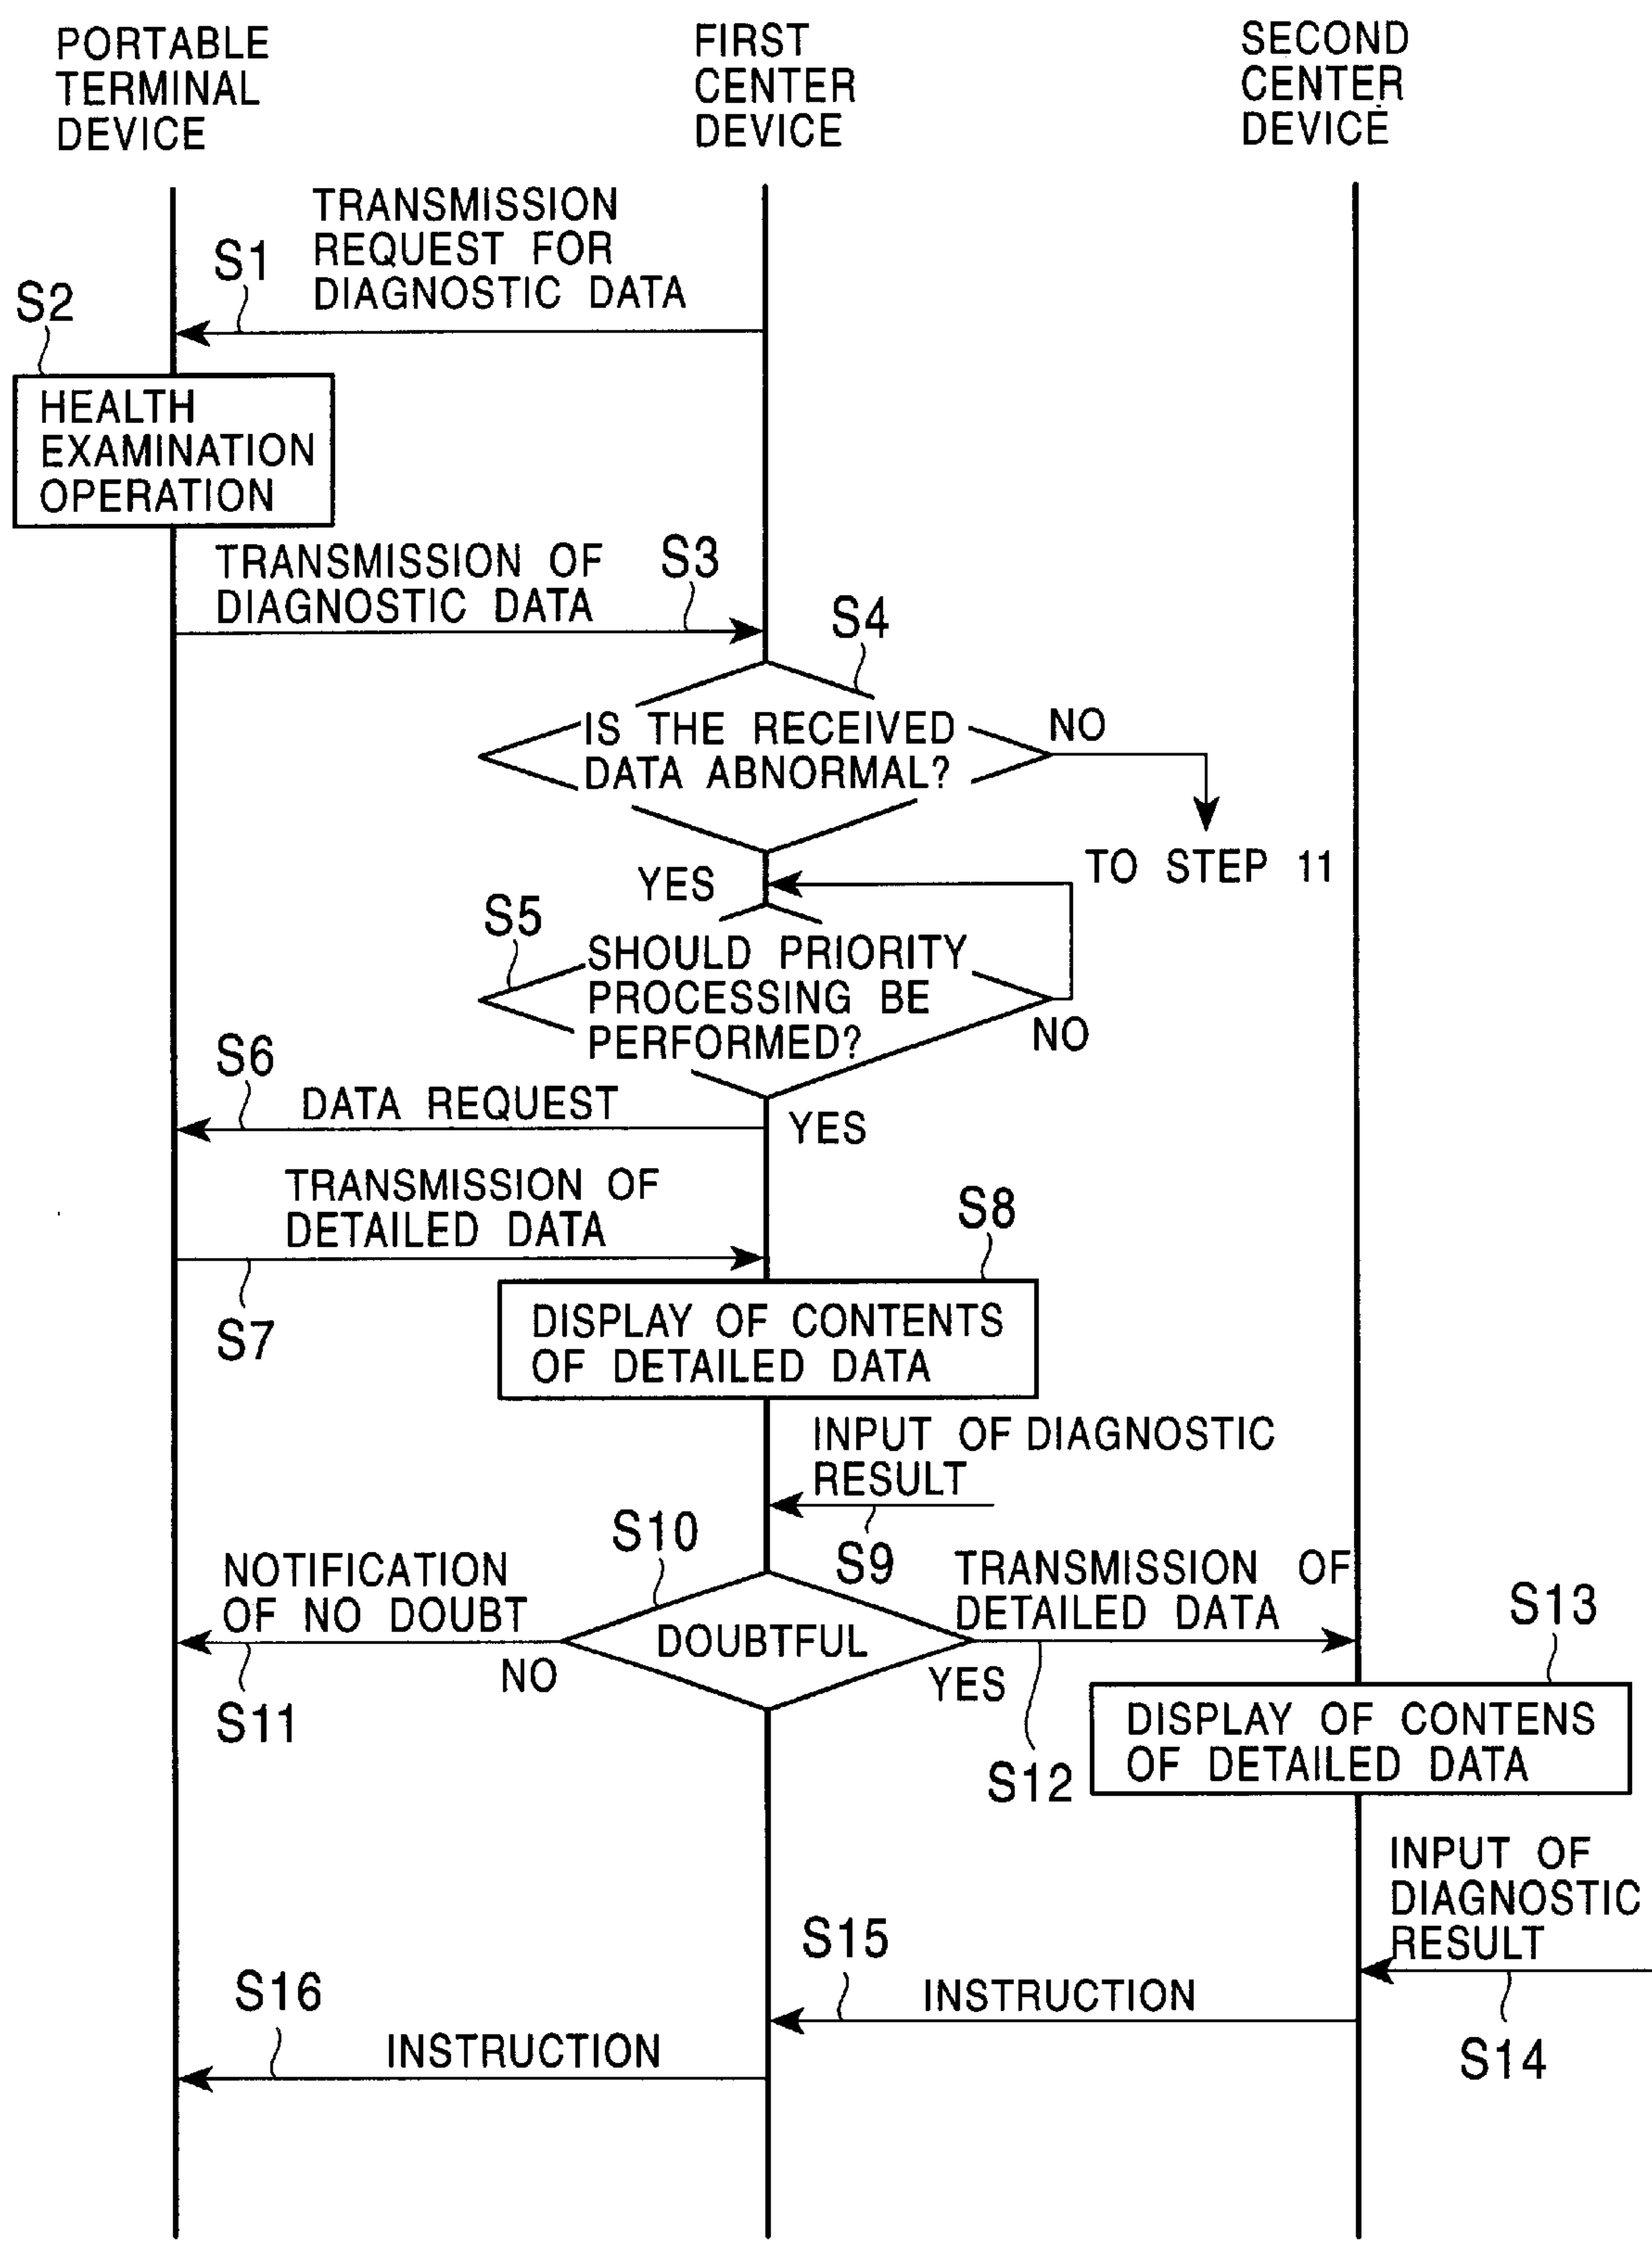 PORTABLE
TERMINAL
DEVICE
FIRST
CENTER
DEVICE
SECOND
CENTER
DEVICE
TRANSMISSION
REQUEST FOR
DIAGNOSTIC DATA
S1
S2
HEALTH
EXAMINATION
OPERATION
TRANSMISSION OF
DIAGNOSTIC DATA
S3
S4
IS THE RECEIVED
DATA ABNORMAL?
NO
TO STEP 11
YES
S5
SHOULD PRIORITY
PROCESSING BE
PERFORMED?
NO
YES
S6
DATA REQUEST
TRANSMISSION OF
DETAILED DATA
S7
S8
DISPLAY OF CONTENTS
OF DETAILED DATA
INPUT OF DIAGNOSTIC
RESULT
S9
S10
DOUBTFUL
NOTIFICATION
OF NO DOUBT
NO
S11
TRANSMISSION OF
DETAILED DATA
YES
S12
S13
DISPLAY OF CONTENS
OF DETAILED DATA
INPUT OF
DIAGNOSTIC
RESULT
S14
S15
INSTRUCTION
S16
INSTRUCTION